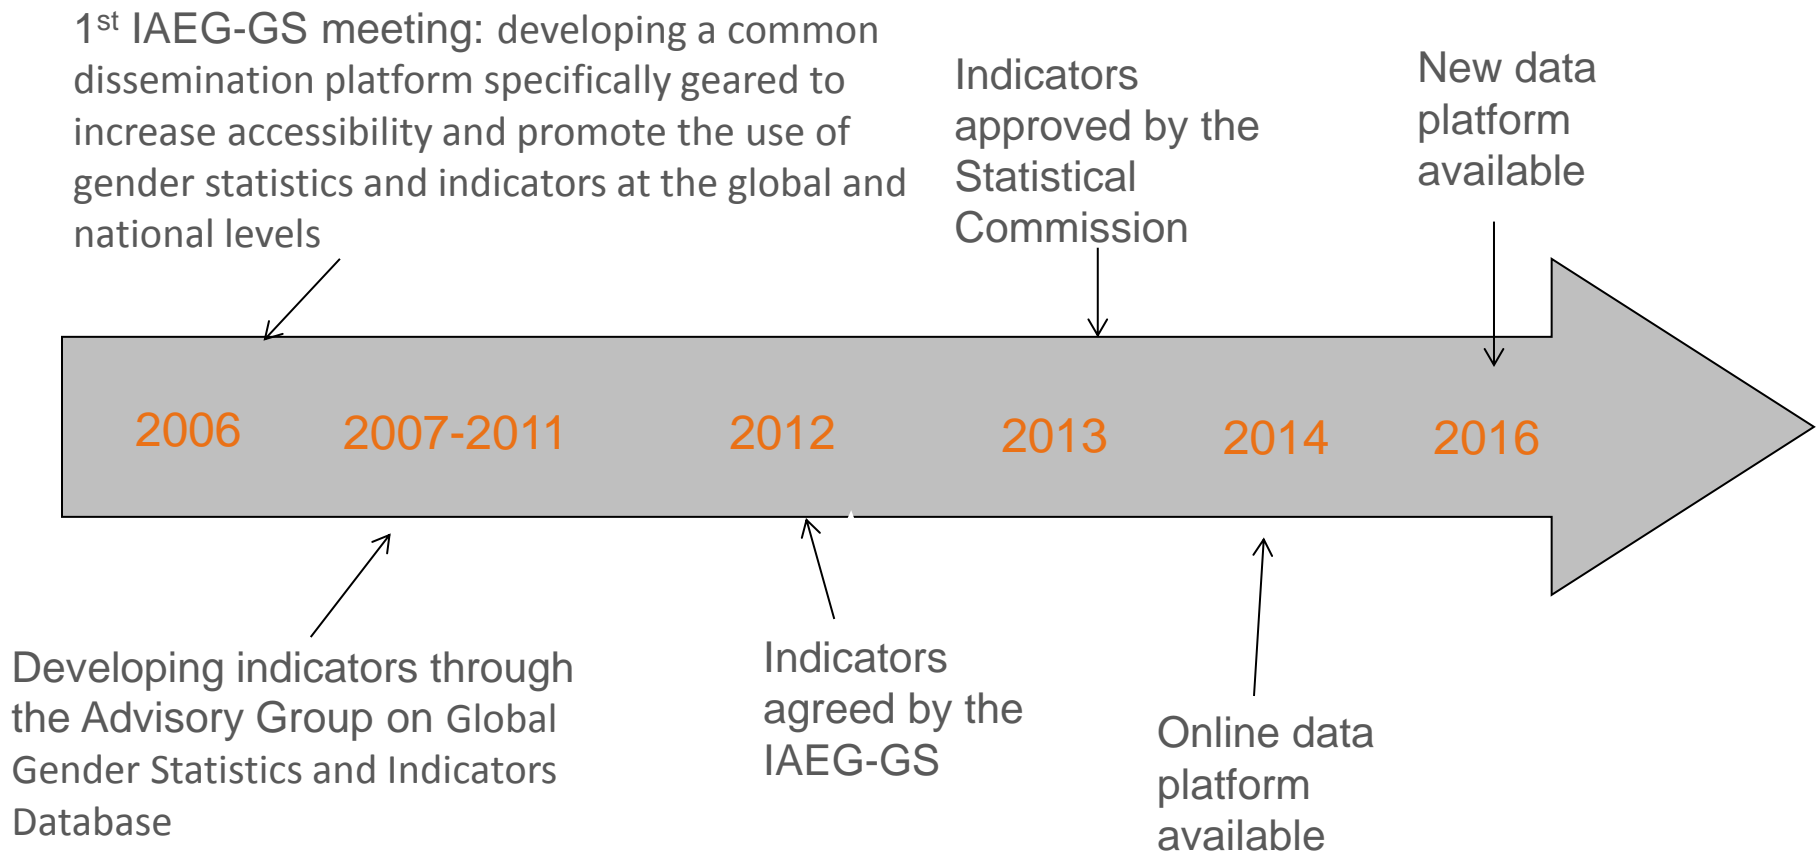 1st IAEG-GS meeting: developing a common
dissemination platform specifically geared to
increase accessibility and promote the use of
gender statistics and indicators at the global and
national levels
Indicators
approved by the
Statistical
Commission
New data
platform
available
2006
2007-2011
2012
2013
2014
2016
Developing indicators through
the Advisory Group on Global
Gender Statistics and Indicators
Database
Indicators
agreed by the
IAEG-GS
Online data
platform
available